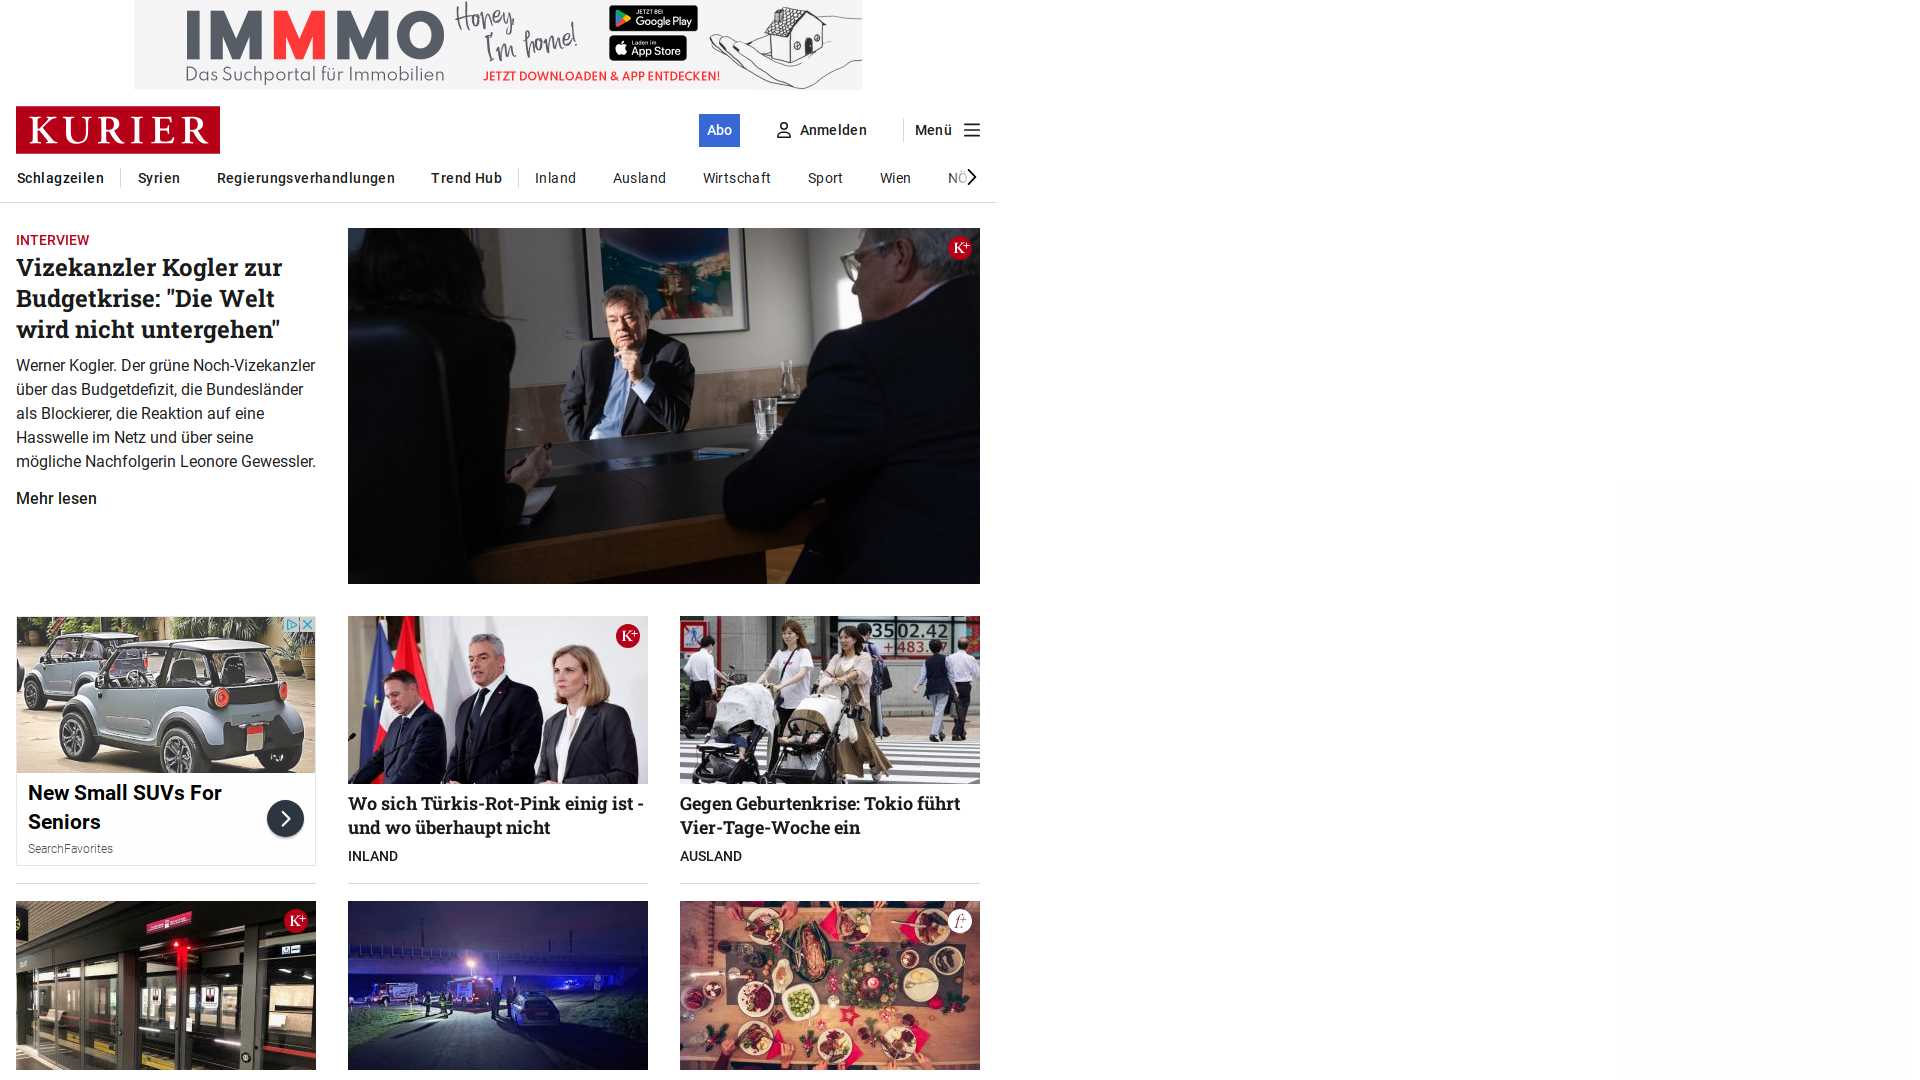 IMMMO
Das Suchportal für Immobilien
Honey,
I'm home!
JETZT BEI
Google Play
Laden im
App Store
JETZT DOWNLOADEN & APP ENTDECKEN!
KURIER
Abo
Anmelden
Menü
Schlagzeilen
Syrien
Regierungsverhandlungen
Trend Hub
Inland
Ausland
Wirtschaft
Sport
Wien
NÖ
INTERVIEW
Vizekanzler Kogler zur
Budgetkrise: "Die Welt
wird nicht untergehen"
Werner Kogler. Der grüne Noch-Vizekanzler
über das Budgetdefizit, die Bundesländer
als Blockierer, die Reaktion auf eine
Hasswelle im Netz und über seine
mögliche Nachfolgerin Leonore Gewessler.
Mehr lesen
K+
New Small SUVs For
Seniors
SearchFavorites
K+
Wo sich Türkis-Rot-Pink einig ist -
und wo überhaupt nicht
INLAND
Gegen Geburtenkrise: Tokio führt
Vier-Tage-Woche ein
AUSLAND
K+
f+